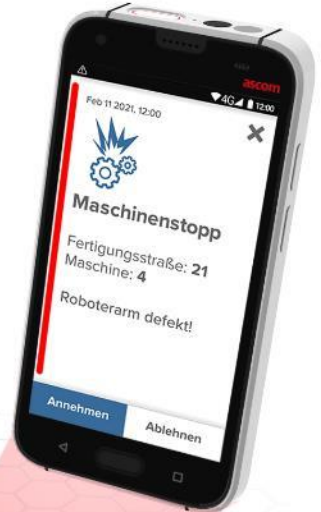 ascom
4G 12:00
Feb 11 2021, 12:00
Maschinenstopp
Fertigungsstraße: 21
Maschine: 4
Roboterarm defekt!
Annehmen
Ablehnen